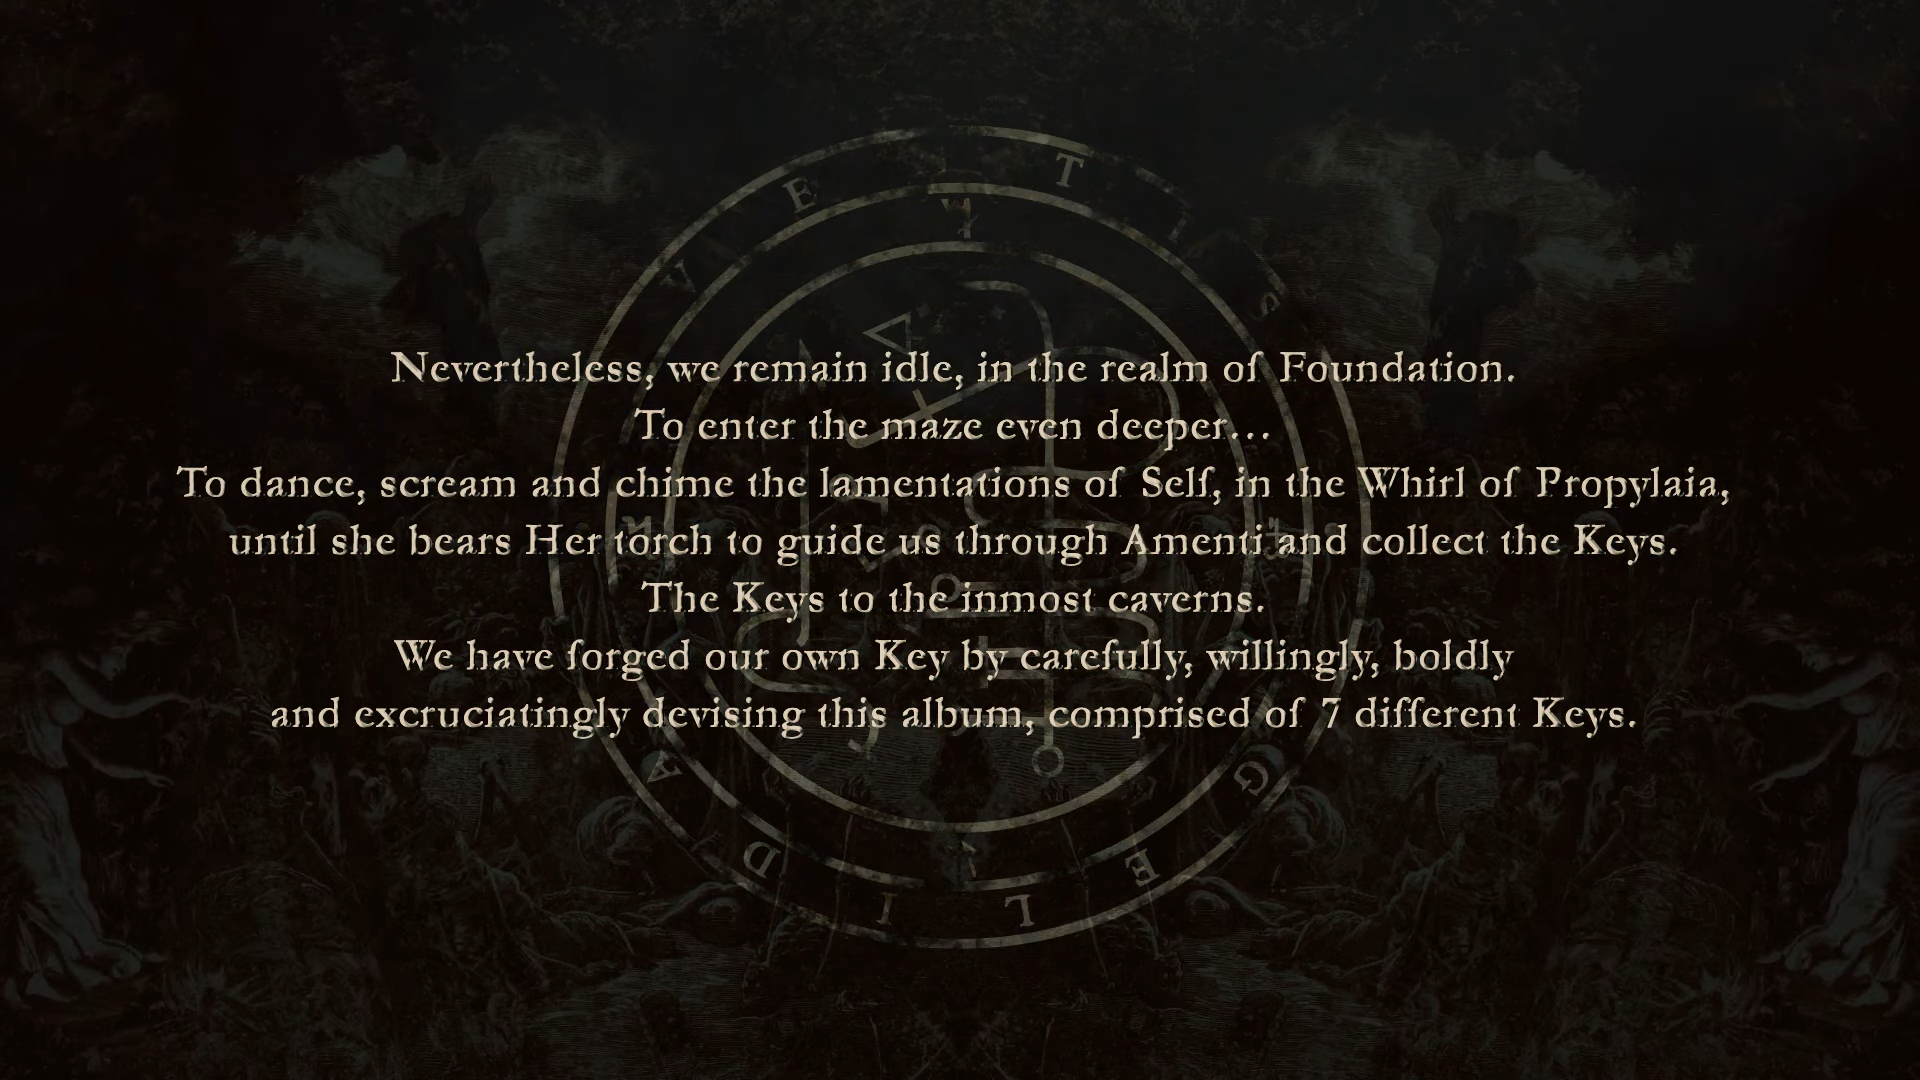 Nevertheless, we remain idle, in the realm of Foundation.
To enter the maze even deeper...
To dance, scream and chime the lamentations of Self, in the Whirl of Propylaia,
until she bears Her torch to guide us through Amenti and collect the Keys.
The Keys to the inmost caverns.
We have forged our own Key by carefully, willingly, boldly
and excruciatingly devising this album, comprised of 7 different Keys.